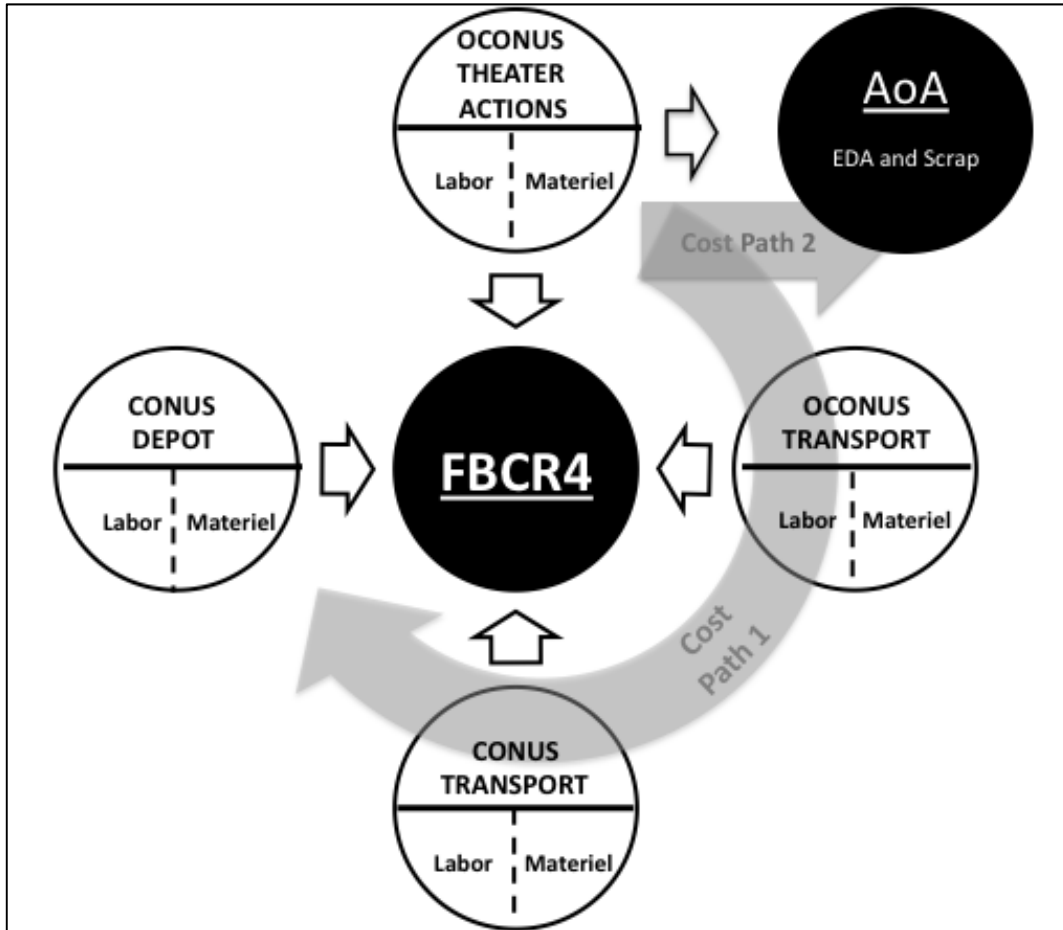 OCONUS
THEATER
ACTIONS
Labor
Materiel
AoA
EDA and Scrap
Cost Path 2
CONUS
DEPOT
Labor
Materiel
FBCR4
OCONUS
TRANSPORT
Labor
Materiel
Cost
Path 1
CONUS
TRANSPORT
Labor
Materiel